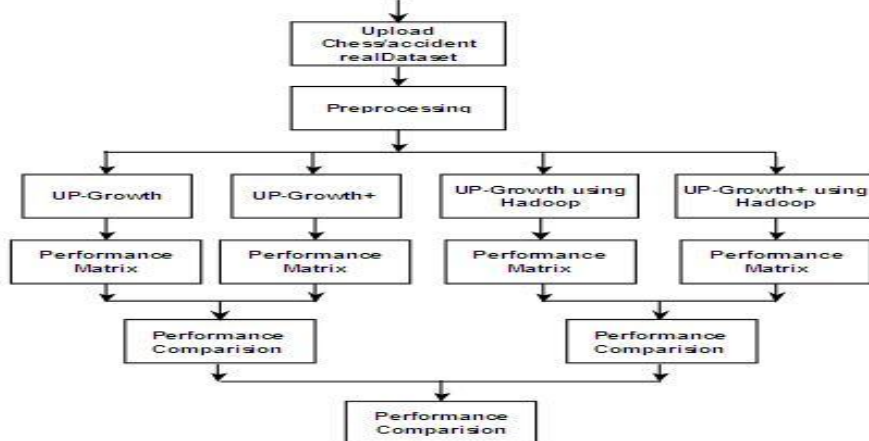 Upload
Chess/accident
realDataset
Preprocessing
UP-Growth
UP-Growth+
UP-Growth using
Hadoop
UP-Growth+ using
Hadoop
Performance
Matrix
Performance
Matrix
Performance
Matrix
Performance
Matrix
Performance
Comparision
Performance
Comparision
Performance
Comparision